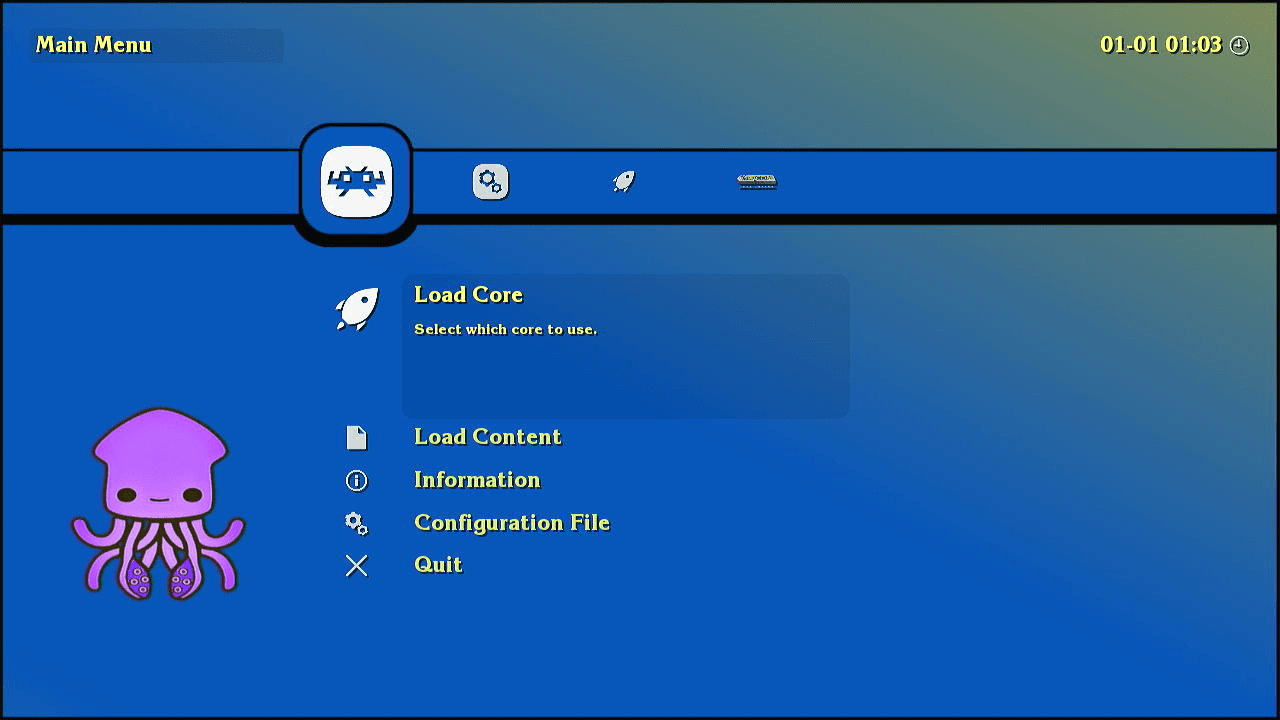 Main Menu
01-01 01:03
Load Core
Select which core to use.
Load Content
Information
Configuration File
Quit